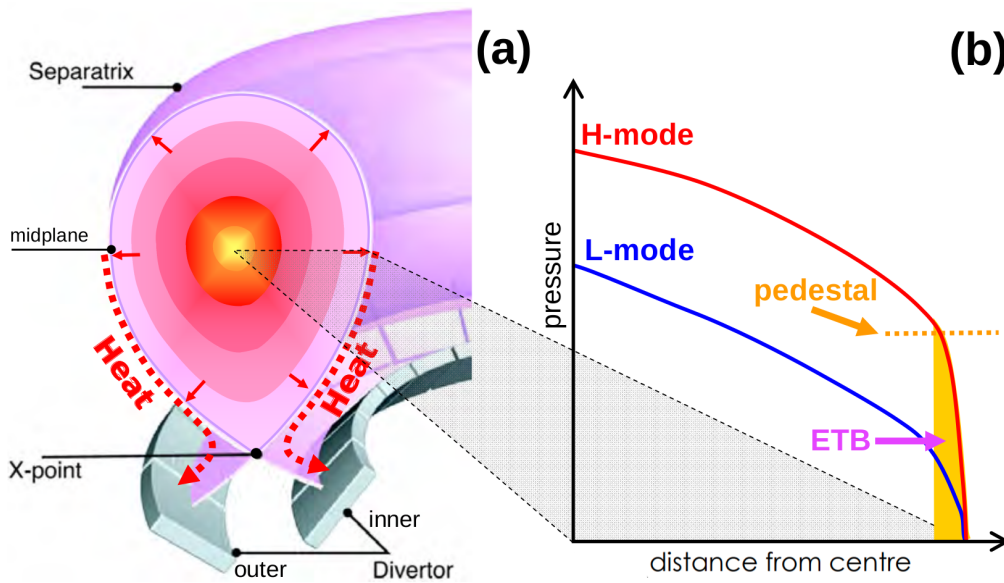 (a)
Separatrix
midplane
Heat
Heat
X-point
inner
outer
Divertor
(b)
H-mode
L-mode
pedestal
ETB
pressure
distance from centre